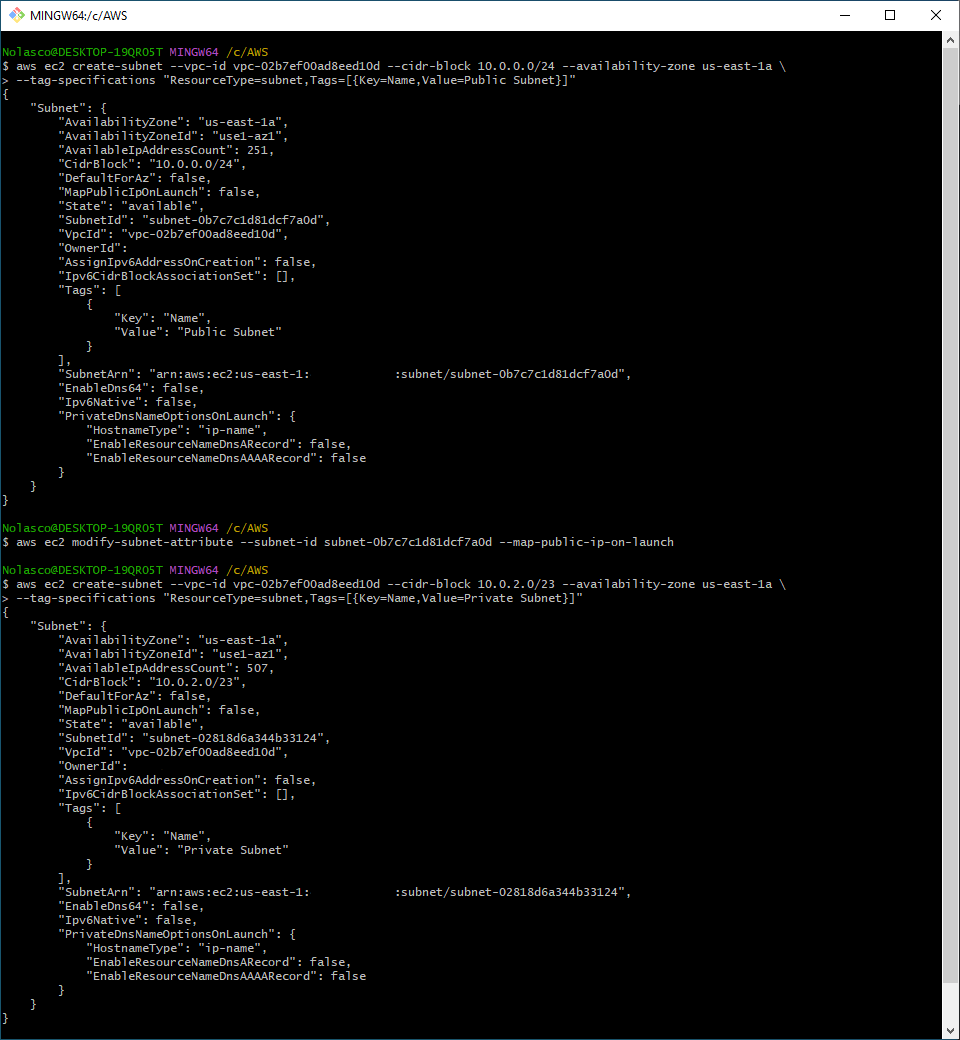 MINGW64:/c/AWS
Nolasco@DESKTOP-19QRO5T MINGW64 /c/AWS
$ aws ec2 create-subnet --vpc-id vpc-02b7ef00ad8eed10d --cidr-block 10.0.0.0/24 --availability-zone us-east-1a \
> --tag-specifications "ResourceType=subnet,Tags=[{Key=Name,Value=Public Subnet}]"
{
    "Subnet": {
        "AvailabilityZone": "us-east-1a",
        "AvailabilityZoneId": "use1-az1",
        "AvailableIpAddressCount": 251,
        "CidrBlock": "10.0.0.0/24",
        "DefaultForAz": false,
        "MapPublicIpOnLaunch": false,
        "State": "available",
        "SubnetId": "subnet-0b7c7c1d81dcf7a0d",
        "VpcId": "vpc-02b7ef00ad8eed10d",
        "OwnerId":
        "AssignIpv6AddressOnCreation": false,
        "Ipv6CidrBlockAssociationSet": [],
        "Tags": [
            {
                "Key": "Name",
                "Value": "Public Subnet"
            }
        ],
        "SubnetArn": "arn:aws:ec2:us-east-1:            :subnet/subnet-0b7c7c1d81dcf7a0d",
        "EnableDns64": false,
        "Ipv6Native": false,
        "PrivateDnsNameOptionsOnLaunch": {
            "HostnameType": "ip-name",
            "EnableResourceNameDnsARecord": false,
            "EnableResourceNameDnsAAAARecord": false
        }
    }
}
Nolasco@DESKTOP-19QRO5T MINGW64 /c/AWS
$ aws ec2 modify-subnet-attribute --subnet-id subnet-0b7c7c1d81dcf7a0d --map-public-ip-on-launch
Nolasco@DESKTOP-19QRO5T MINGW64 /c/AWS
$ aws ec2 create-subnet --vpc-id vpc-02b7ef00ad8eed10d --cidr-block 10.0.2.0/23 --availability-zone us-east-1a \
> --tag-specifications "ResourceType=subnet,Tags=[{Key=Name,Value=Private Subnet}]"
{
    "Subnet": {
        "AvailabilityZone": "us-east-1a",
        "AvailabilityZoneId": "use1-az1",
        "AvailableIpAddressCount": 507,
        "CidrBlock": "10.0.2.0/23",
        "DefaultForAz": false,
        "MapPublicIpOnLaunch": false,
        "State": "available",
        "SubnetId": "subnet-02818d6a344b33124",
        "VpcId": "vpc-02b7ef00ad8eed10d",
        "OwnerId":
        "AssignIpv6AddressOnCreation": false,
        "Ipv6CidrBlockAssociationSet": [],
        "Tags": [
            {
                "Key": "Name",
                "Value": "Private Subnet"
            }
        ],
        "SubnetArn": "arn:aws:ec2:us-east-1:            :subnet/subnet-02818d6a344b33124",
        "EnableDns64": false,
        "Ipv6Native": false,
        "PrivateDnsNameOptionsOnLaunch": {
            "HostnameType": "ip-name",
            "EnableResourceNameDnsARecord": false,
            "EnableResourceNameDnsAAAARecord": false
        }
    }
}